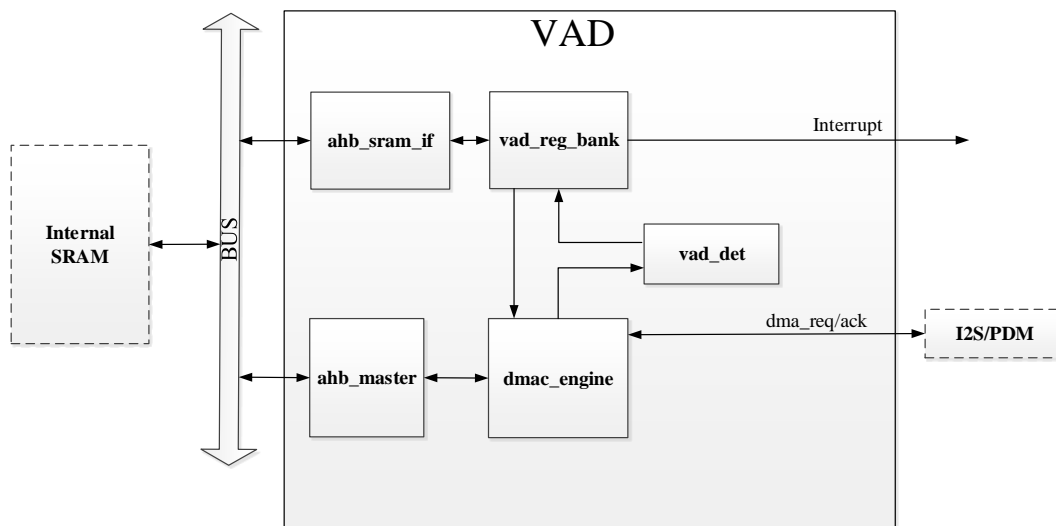 VAD
ahb_sram_if
vad_reg_bank
Interrupt
Internal
SRAM
BUS
vad_det
dma_req/ack
I2S/PDM
ahb_master
dmac_engine